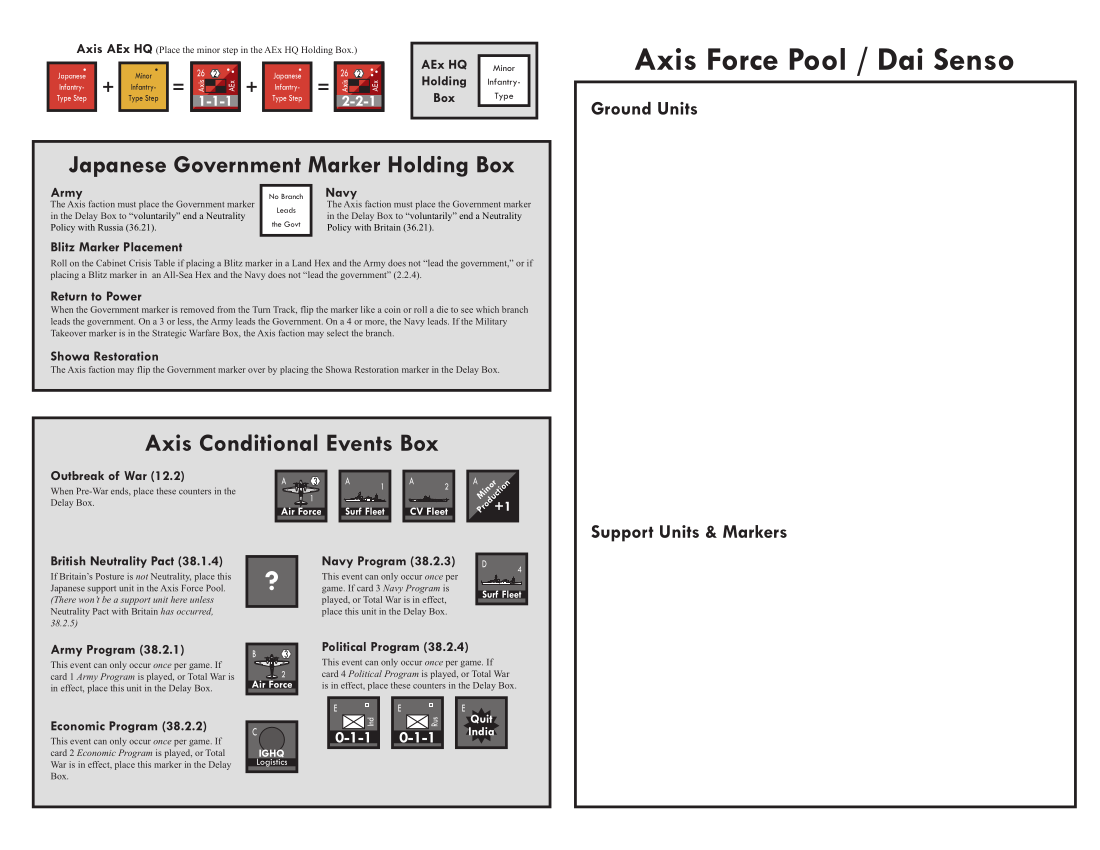 Axis AEx HQ (Place the minor step in the AEx HQ Holding Box.)
Japanese
Infantry-
Type Step
+
Minor
Infantry-
Type Step
=
26 2
Axis AEx
1-1-1
+
Japanese
Infantry-
Type Step
=
26 2
Axis AEx
2-2-1
AEx HQ
Holding
Box
Minor
Infantry-
Type
Japanese Government Marker Holding Box
Army
The Axis faction must place the Government marker
in the Delay Box to “voluntarily” end a Neutrality
Policy with Russia (36.21).
No Branch
Leads
the Govt
Navy
The Axis faction must place the Government marker
in the Delay Box to “voluntarily” end a Neutrality
Policy with Britain (36.21).
Blitz Marker Placement
Roll on the Cabinet Crisis Table if placing a Blitz marker in a Land Hex and the Army does not “lead the government,” or if
placing a Blitz marker in an All-Sea Hex and the Navy does not “lead the government” (2.2.4).
Return to Power
When the Government marker is removed from the Turn Track, flip the marker like a coin or roll a die to see which branch
leads the government. On a 3 or less, the Army leads the Government. On a 4 or more, the Navy leads. If the Military
Takeover marker is in the Strategic Warfare Box, the Axis faction may select the branch.
Showa Restoration
The Axis faction may flip the Government marker over by placing the Showa Restoration marker in the Delay Box.
Axis Conditional Events Box
Outbreak of War (12.2)
When Pre-War ends, place these counters in the
Delay Box.
A 3
1
Air Force
A 1
Surf Fleet
A 2
CV Fleet
A
Minor
Production
+1
British Neutrality Pact (38.1.4)
If Britain’s Posture is not Neutrality, place this
Japanese support unit in the Axis Force Pool.
(There won’t be a support unit here unless
Neutrality Pact with Britain has occurred,
38.2.5)
?
Navy Program (38.2.3)
This event can only occur once per
game. If card 3 Navy Program is
played, or Total War is in effect,
place this unit in the Delay Box.
D 4
Surf Fleet
Army Program (38.2.1)
This event can only occur once per game. If
card 1 Army Program is played, or Total War is
in effect, place this unit in the Delay Box.
B 3
2
Air Force
Political Program (38.2.4)
This event can only occur once per game. If
card 4 Political Program is played, or Total War
is in effect, place these counters in the Delay Box.
E
Ind
0-1-1
E
Rus
0-1-1
E
Quit
India
Economic Program (38.2.2)
This event can only occur once per game. If
card 2 Economic Program is played, or Total
War is in effect, place this marker in the Delay
Box.
C
IGHQ
Logistics
Axis Force Pool / Dai Senso
Ground Units
Support Units & Markers